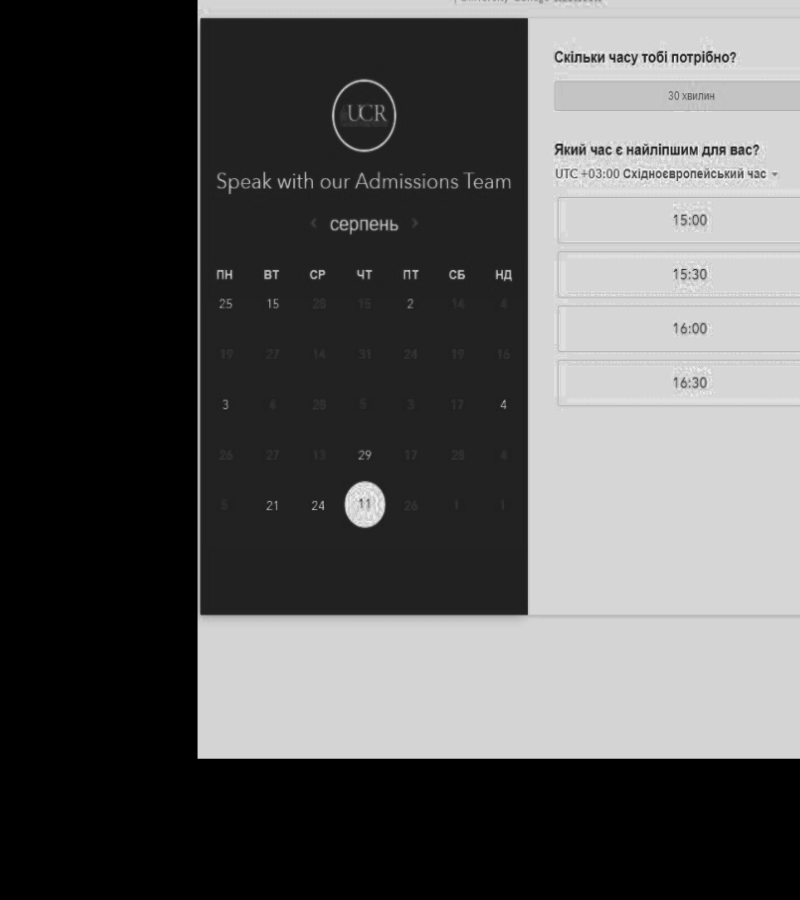 UCR
Speak with our Admissions Team
серпень
ПН ВТ СР ЧТ ПТ СБ НД
25 15 28 15 2 14 4
19 27 14 31 24 19 16
3 4 28 5 3 17 4
26 27 13 29 17 28 4
5 21 24 11 26 1 1
Скільки часу тобі потрібно?
30 хвилин
Який час є найліпшим для вас?
UTC +03:00 Східноєвропейський час
15:00
15:30
16:00
16:30